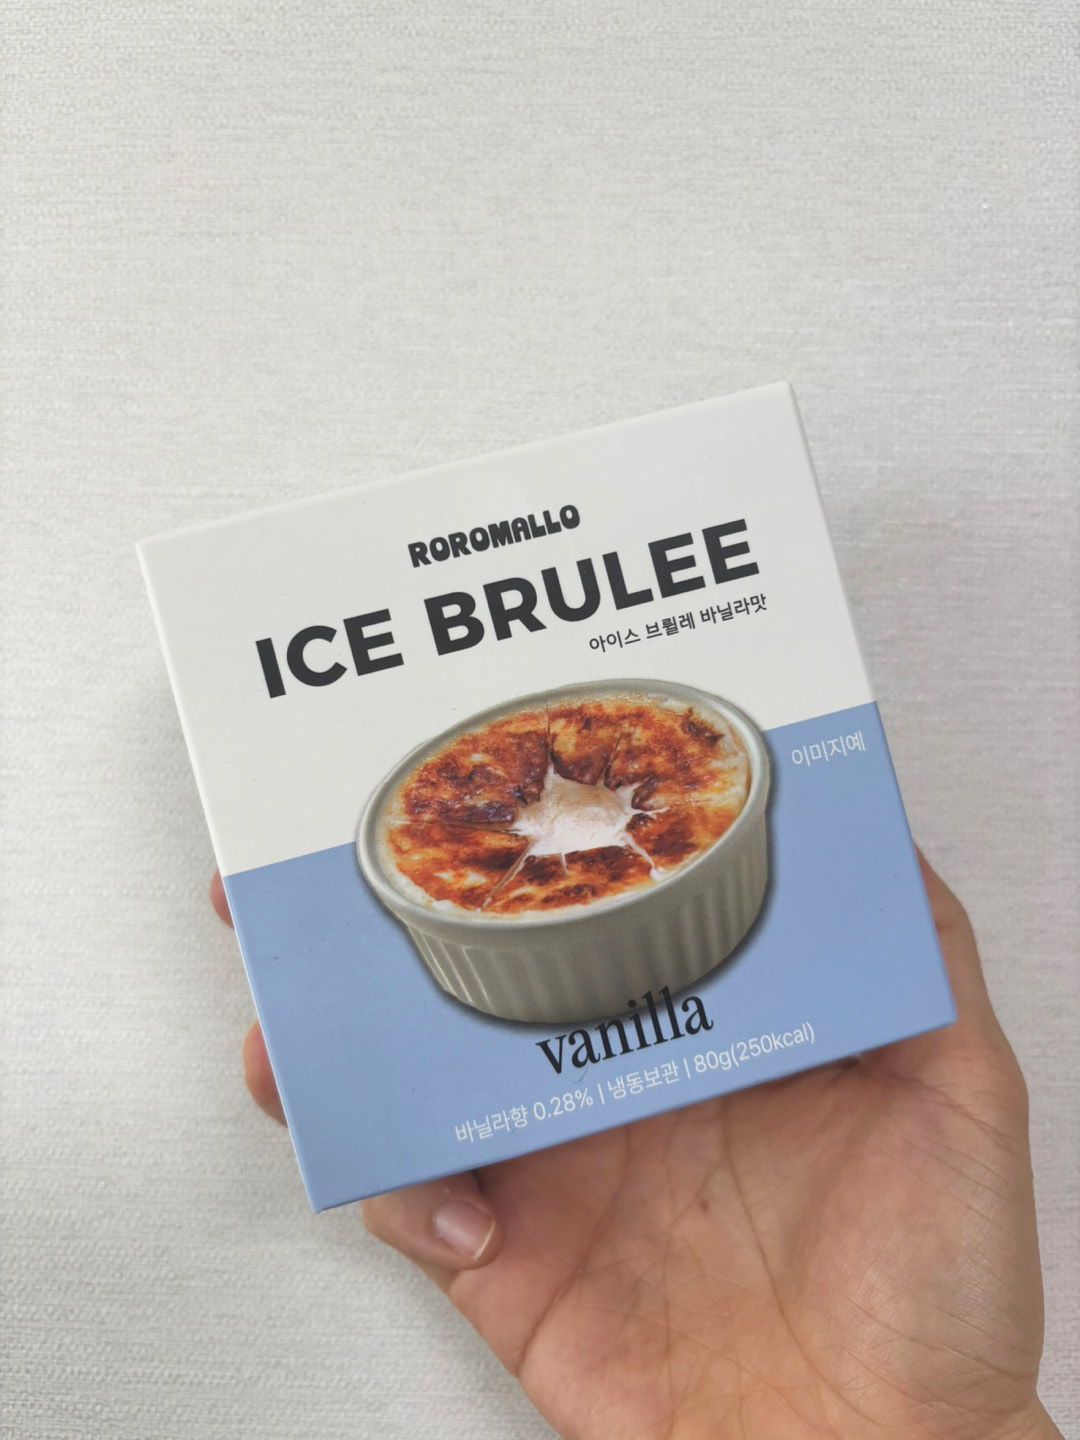 ROROMALLO
ICE BRULEE
아이스 브륄레 바닐라맛
이미지예
vanilla
바닐라향 0.28% | 냉동보관 | 80g(250kcal)